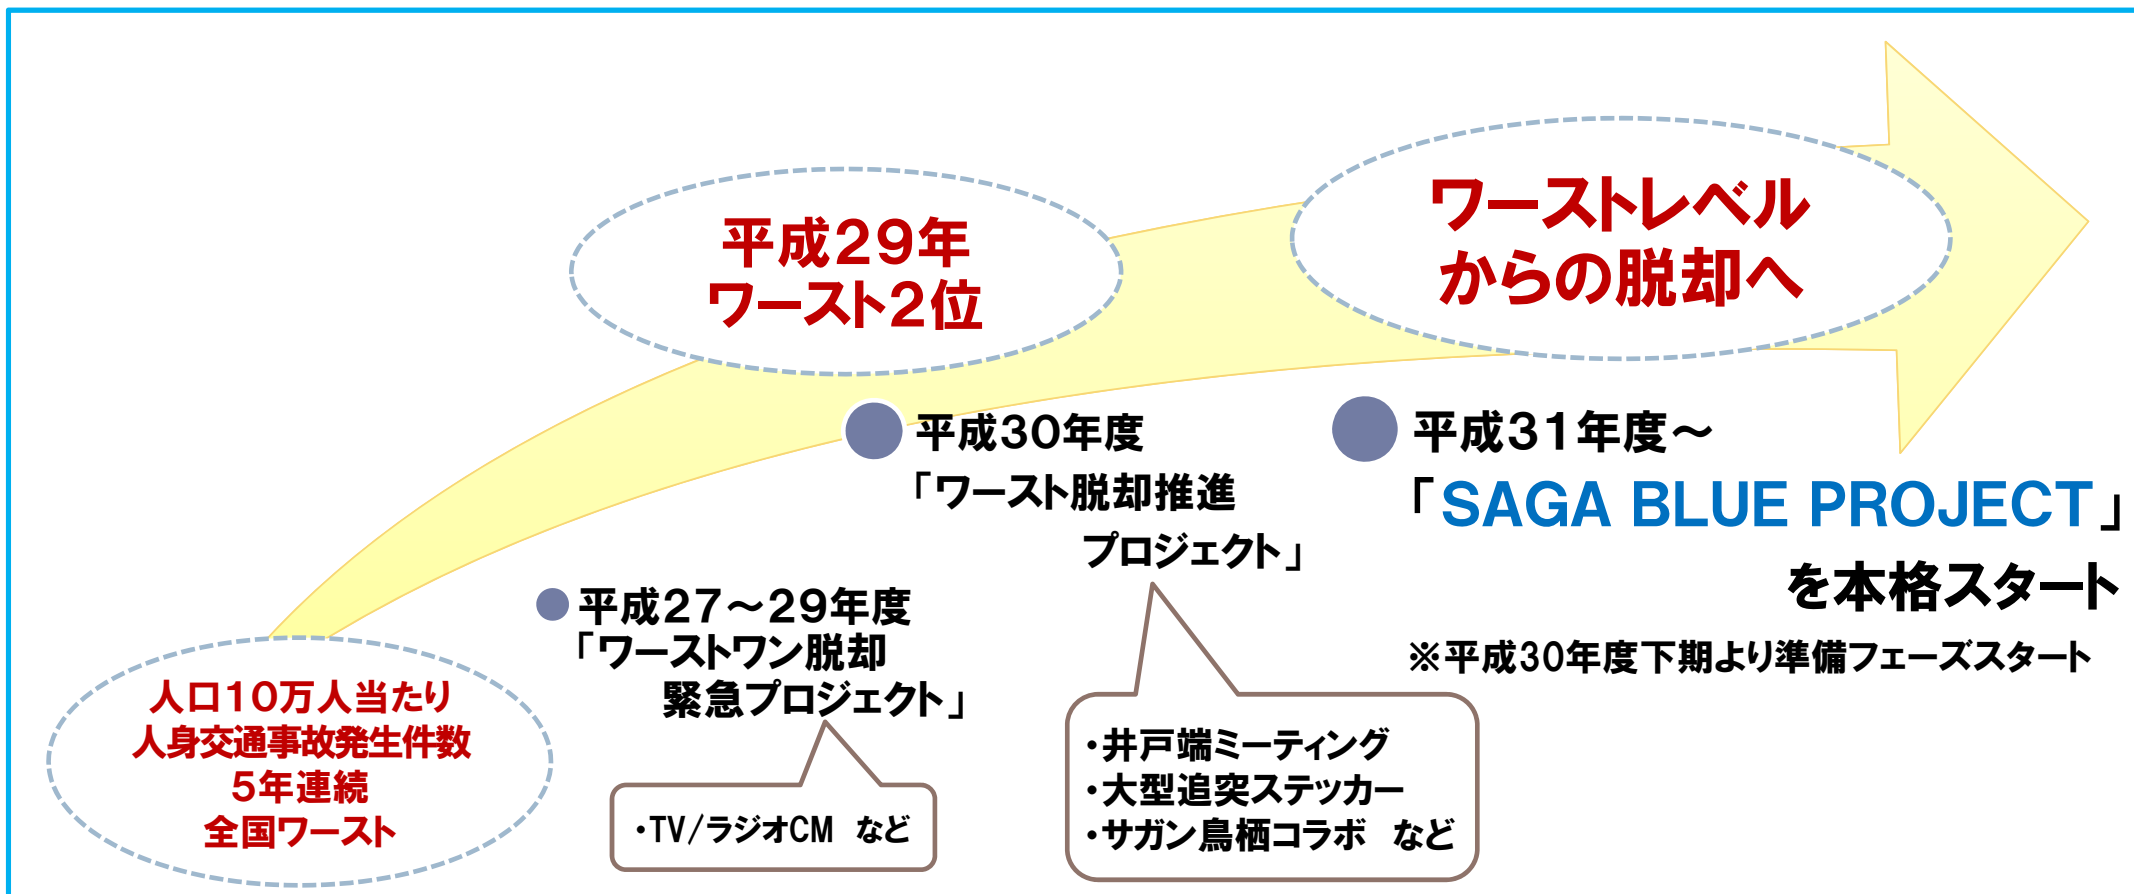 人口１０万人当たり
人身交通事故発生件数
５年連続
全国ワースト
平成２９年
ワースト２位
ワーストレベル
からの脱却へ
平成２７～２９年度
「ワーストワン脱却
緊急プロジェクト」
・TV/ラジオCM　など
平成３０年度
「ワースト脱却推進
プロジェクト」
・井戸端ミーティング
・大型追突ステッカー
・サガン鳥栖コラボ　など
平成３１年度～
「SAGA BLUE PROJECT」
を本格スタート
※平成30年度下期より準備フェーズスタート